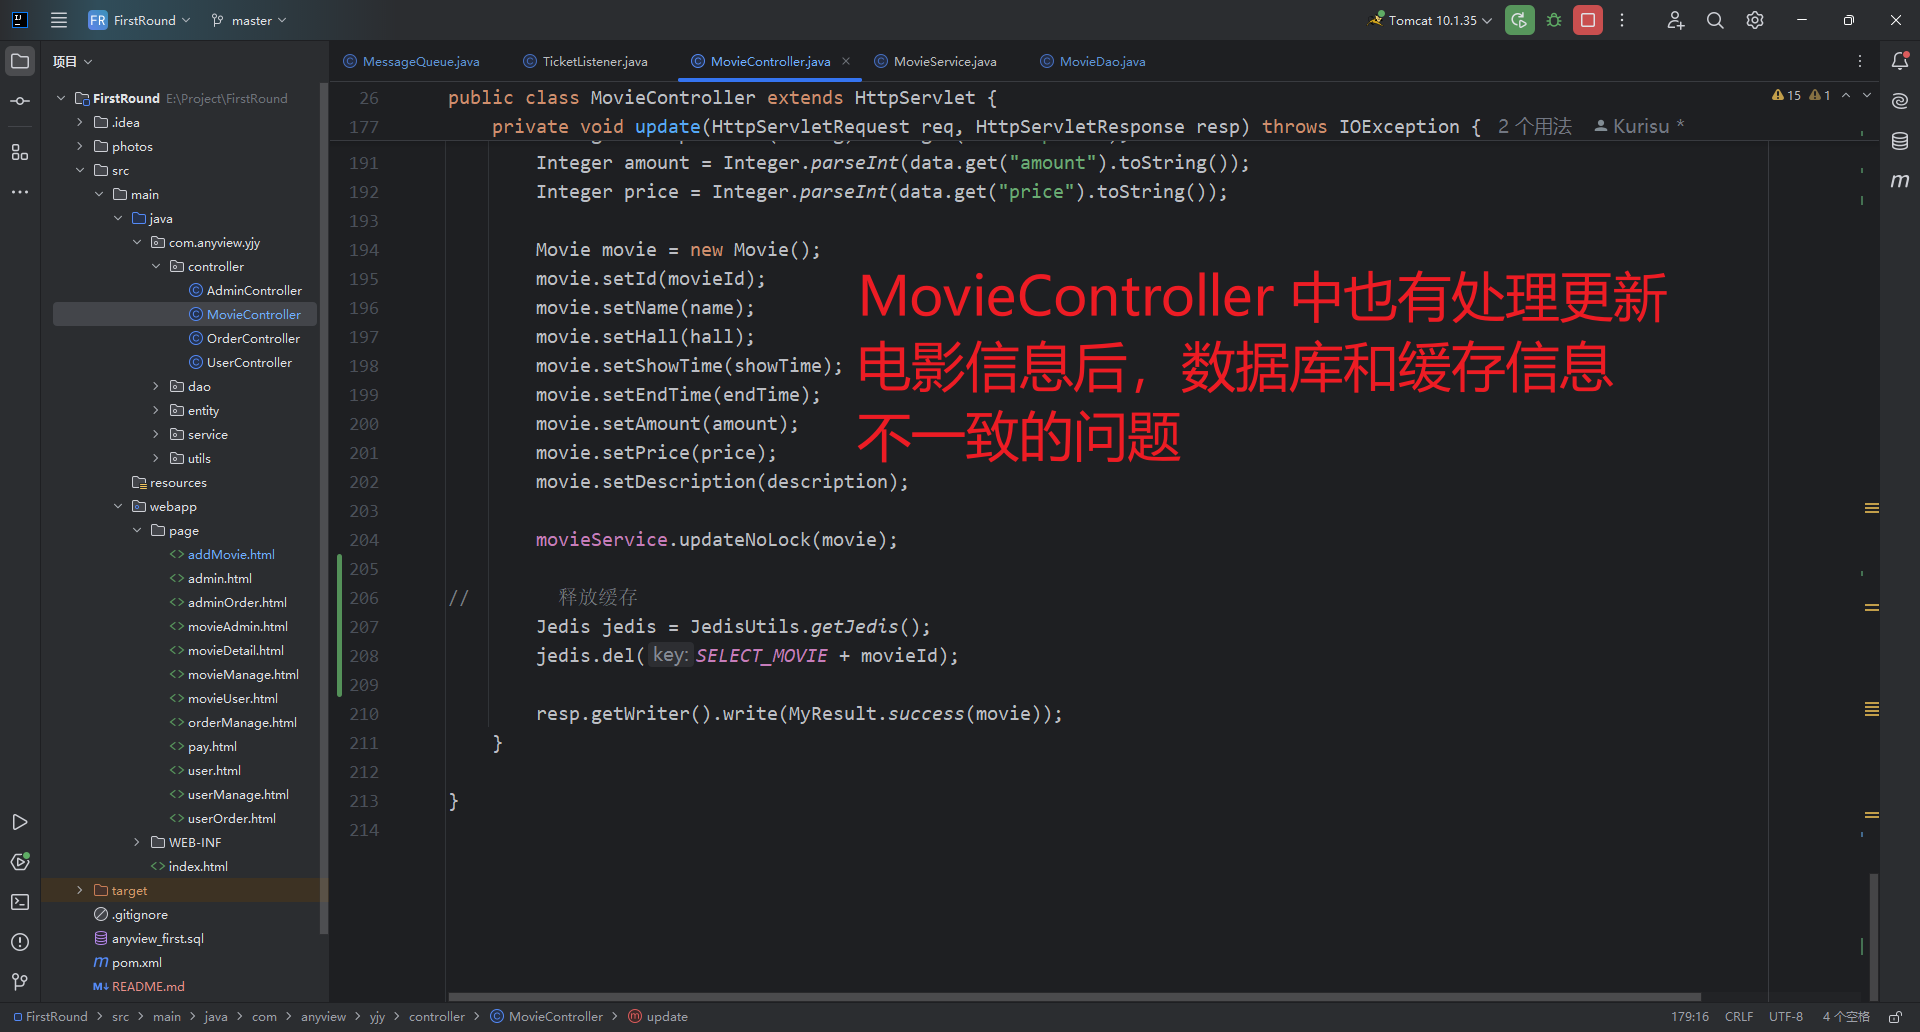 FR FirstRound master Tomcat 10.1.35
项目
MessageQueue.java TicketListener.java MovieController.java MovieService.java MovieDao.java
FirstRound E:\Project\FirstRound
.idea
photos
src
main
java
com.anyview.yjy
controller
AdminController
MovieController
OrderController
UserController
dao
entity
service
utils
resources
webapp
page
addMovie.html
admin.html
adminOrder.html
movieAdmin.html
movieDetail.html
movieManage.html
movieUser.html
orderManage.html
pay.html
user.html
userManage.html
userOrder.html
WEB-INF
index.html
target
.gitignore
anyview_first.sql
pom.xml
README.md
26 public class MovieController extends HttpServlet {
15 1
177 private void update(HttpServletRequest req, HttpServletResponse resp) throws IOException { 2 个用法 Kurisu *
191 Integer amount = Integer.parseInt(data.get("amount").toString());
192 Integer price = Integer.parseInt(data.get("price").toString());
193
194 Movie movie = new Movie();
195 movie.setId(movieId);
196 movie.setName(name);
197 movie.setHall(hall);
198 movie.setShowTime(showTime);
199 movie.setEndTime(endTime);
200 movie.setAmount(amount);
201 movie.setPrice(price);
202 movie.setDescription(description);
203
204 movieService.updateNoLock(movie);
205
206 // 释放缓存
207 Jedis jedis = JedisUtils.getJedis();
208 jedis.del( key: SELECT_MOVIE + movieId);
209
210 resp.getWriter().write(MyResult.success(movie));
211 }
212
213 }
214
MovieController 中也有处理更新
电影信息后，数据库和缓存信息
不一致的问题
FirstRound > src > main > java > com > anyview > yjy > controller > MovieController > update
179:16 CRLF UTF-8 4 个空格